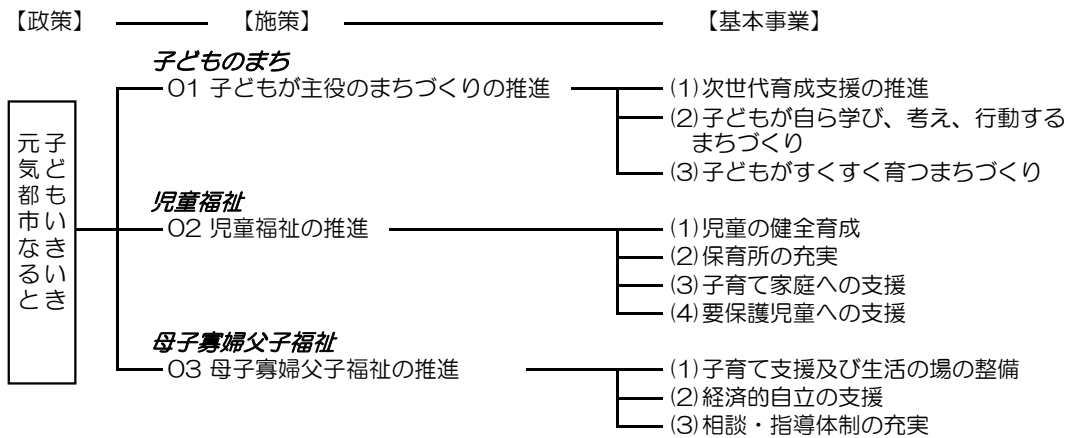 【政策】 【施策】 【基本事業】
子どものまち
01 子どもが主役のまちづくりの推進
(1)次世代育成支援の推進
(2)子どもが自ら学び、考え、行動する
まちづくり
(3)子どもがすくすく育つまちづくり
子どもいきいき
元気都市なると
児童福祉
02 児童福祉の推進
(1)児童の健全育成
(2)保育所の充実
(3)子育て家庭への支援
(4)要保護児童への支援
母子寡婦父子福祉
03 母子寡婦父子福祉の推進
(1)子育て支援及び生活の場の整備
(2)経済的自立の支援
(3)相談・指導体制の充実